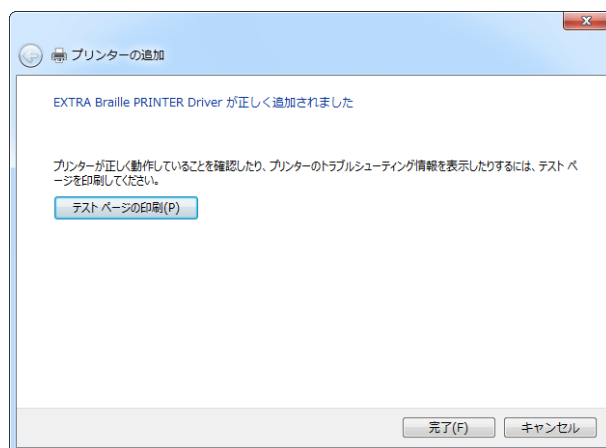 プリンターの追加
EXTRA Braille PRINTER Driver が正しく追加されました
プリンターが正しく動作していることを確認したり、プリンターのトラブルシューティング情報を表示したりするには、テスト ペ
ージを印刷してください。
テスト ページの印刷(P)
完了(F)
キャンセル